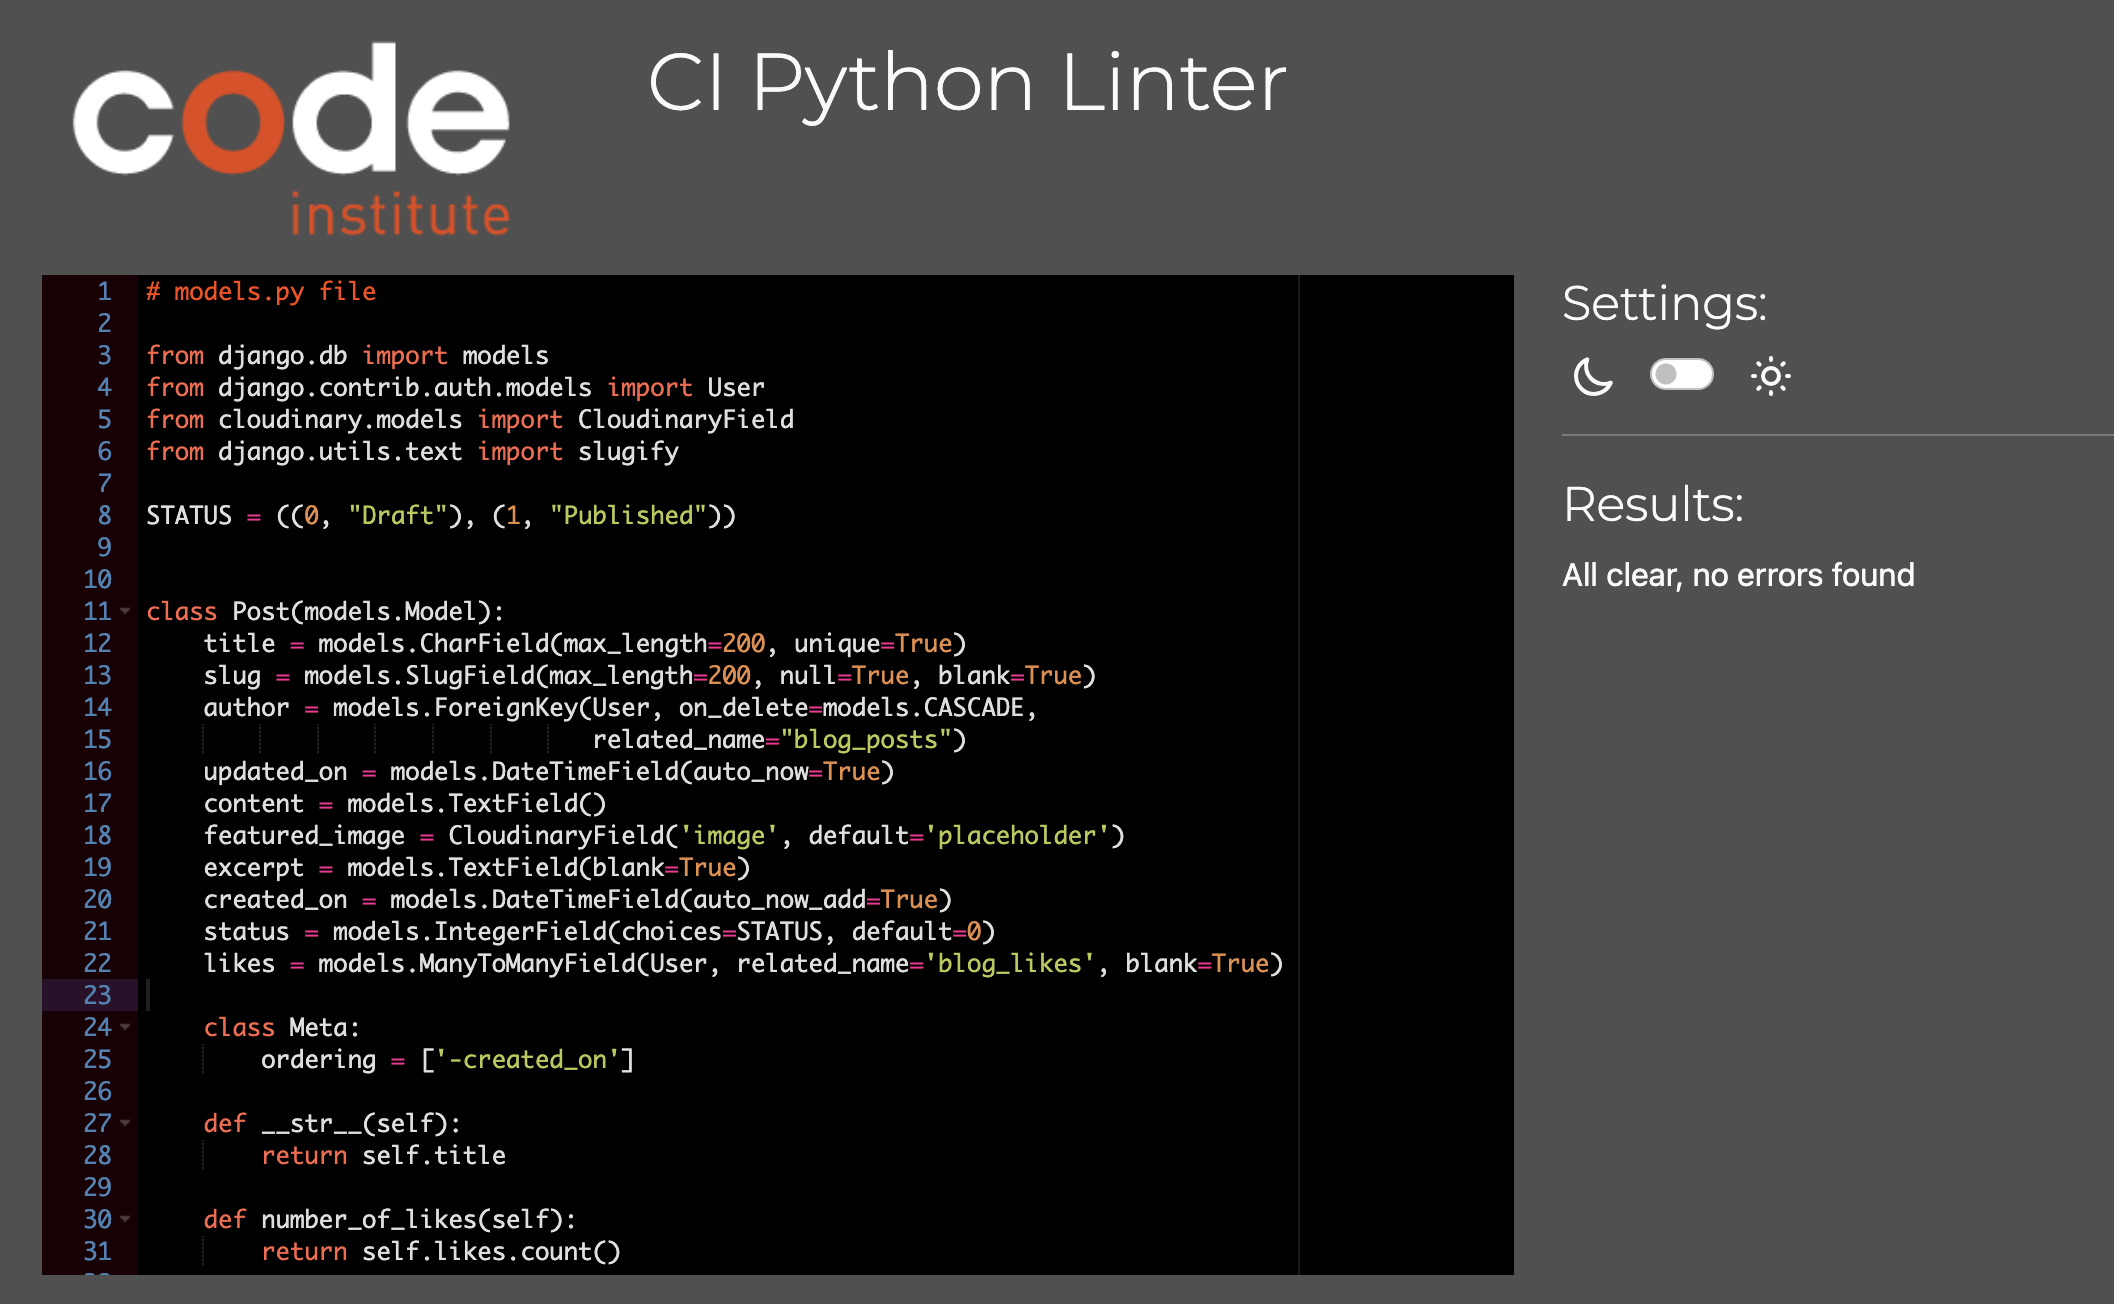 code
institute
CI Python Linter
1 # models.py file
2
3 from django.db import models
4 from django.contrib.auth.models import User
5 from cloudinary.models import CloudinaryField
6 from django.utils.text import slugify
7
8 STATUS = ((0, "Draft"), (1, "Published"))
9
10
11 class Post(models.Model):
12     title = models.CharField(max_length=200, unique=True)
13     slug = models.SlugField(max_length=200, null=True, blank=True)
14     author = models.ForeignKey(User, on_delete=models.CASCADE,
15                                related_name="blog_posts")
16     updated_on = models.DateTimeField(auto_now=True)
17     content = models.TextField()
18     featured_image = CloudinaryField('image', default='placeholder')
19     excerpt = models.TextField(blank=True)
20     created_on = models.DateTimeField(auto_now_add=True)
21     status = models.IntegerField(choices=STATUS, default=0)
22     likes = models.ManyToManyField(User, related_name='blog_likes', blank=True)
23
24     class Meta:
25         ordering = ['-created_on']
26
27     def __str__(self):
28         return self.title
29
30     def number_of_likes(self):
31         return self.likes.count()
Settings:
Results:
All clear, no errors found